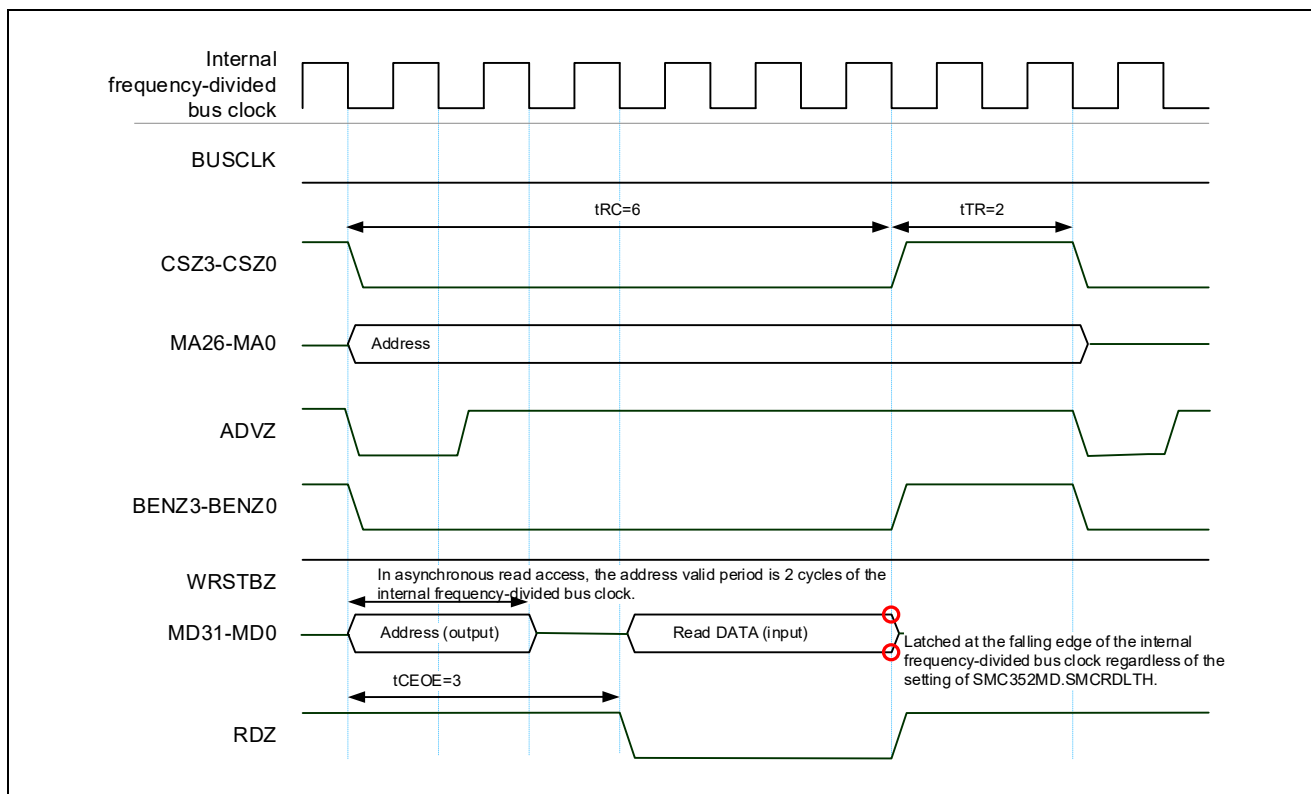 Internal
frequency-divided
bus clock
BUSCLK
tRC=6
tTR=2
CSZ3-CSZ0
MA26-MA0
Address
ADVZ
BENZ3-BENZ0
WRSTBZ
In asynchronous read access, the address valid period is 2 cycles of the
internal frequency-divided bus clock.
MD31-MD0
Address (output)
Read DATA (input)
Latched at the falling edge of the internal
frequency-divided bus clock regardless of the
setting of SMC352MD.SMCRDLTH.
tCEOE=3
RDZ